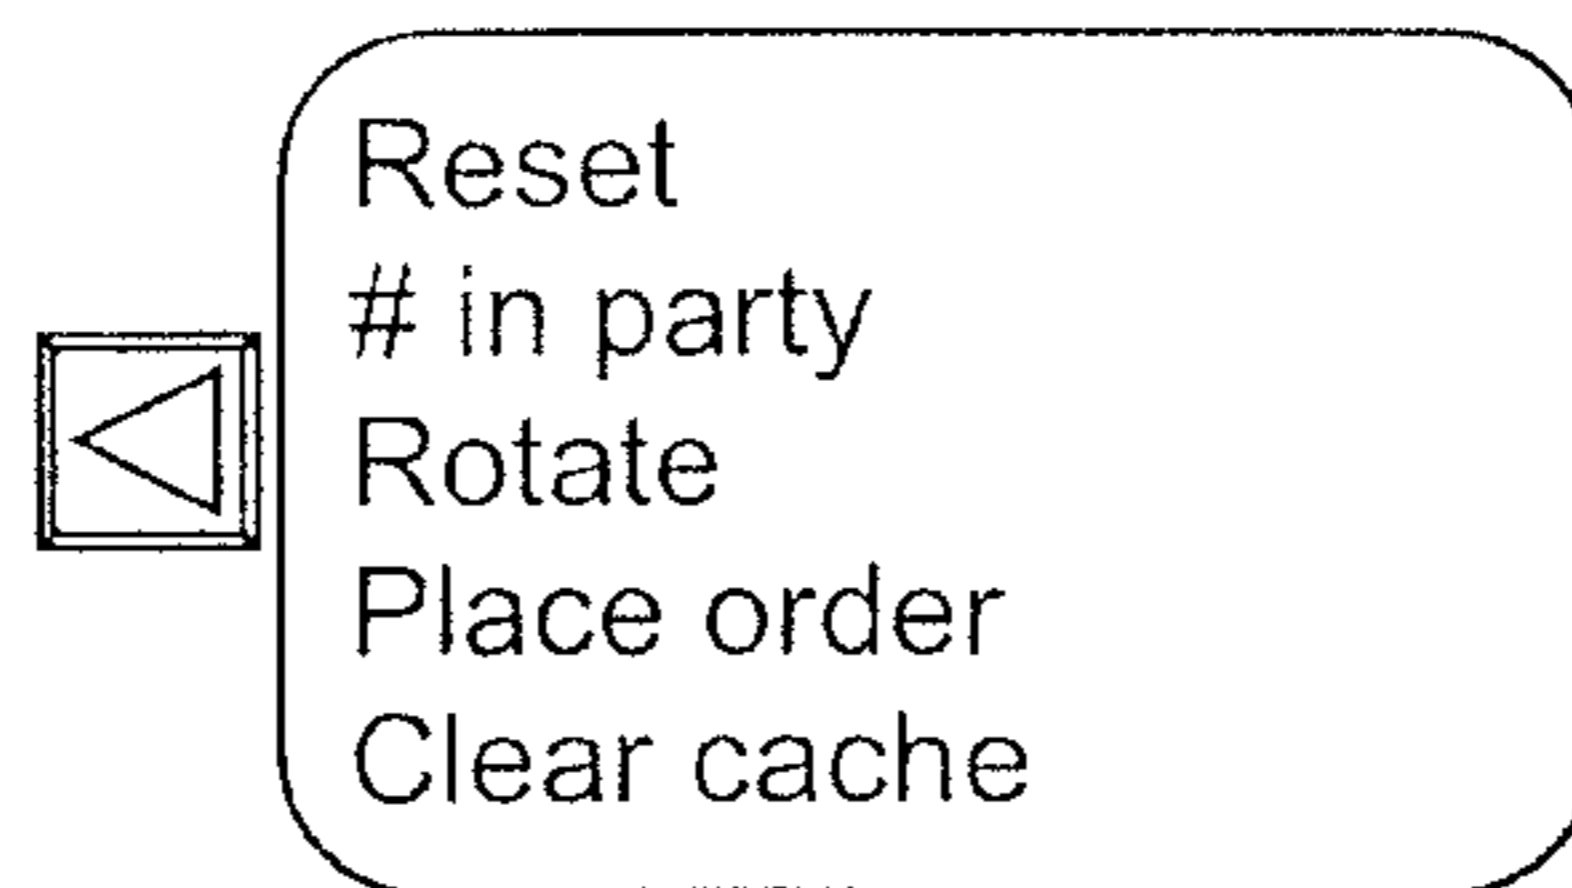 Reset
# in party
Rotate
Place order
Clear cache